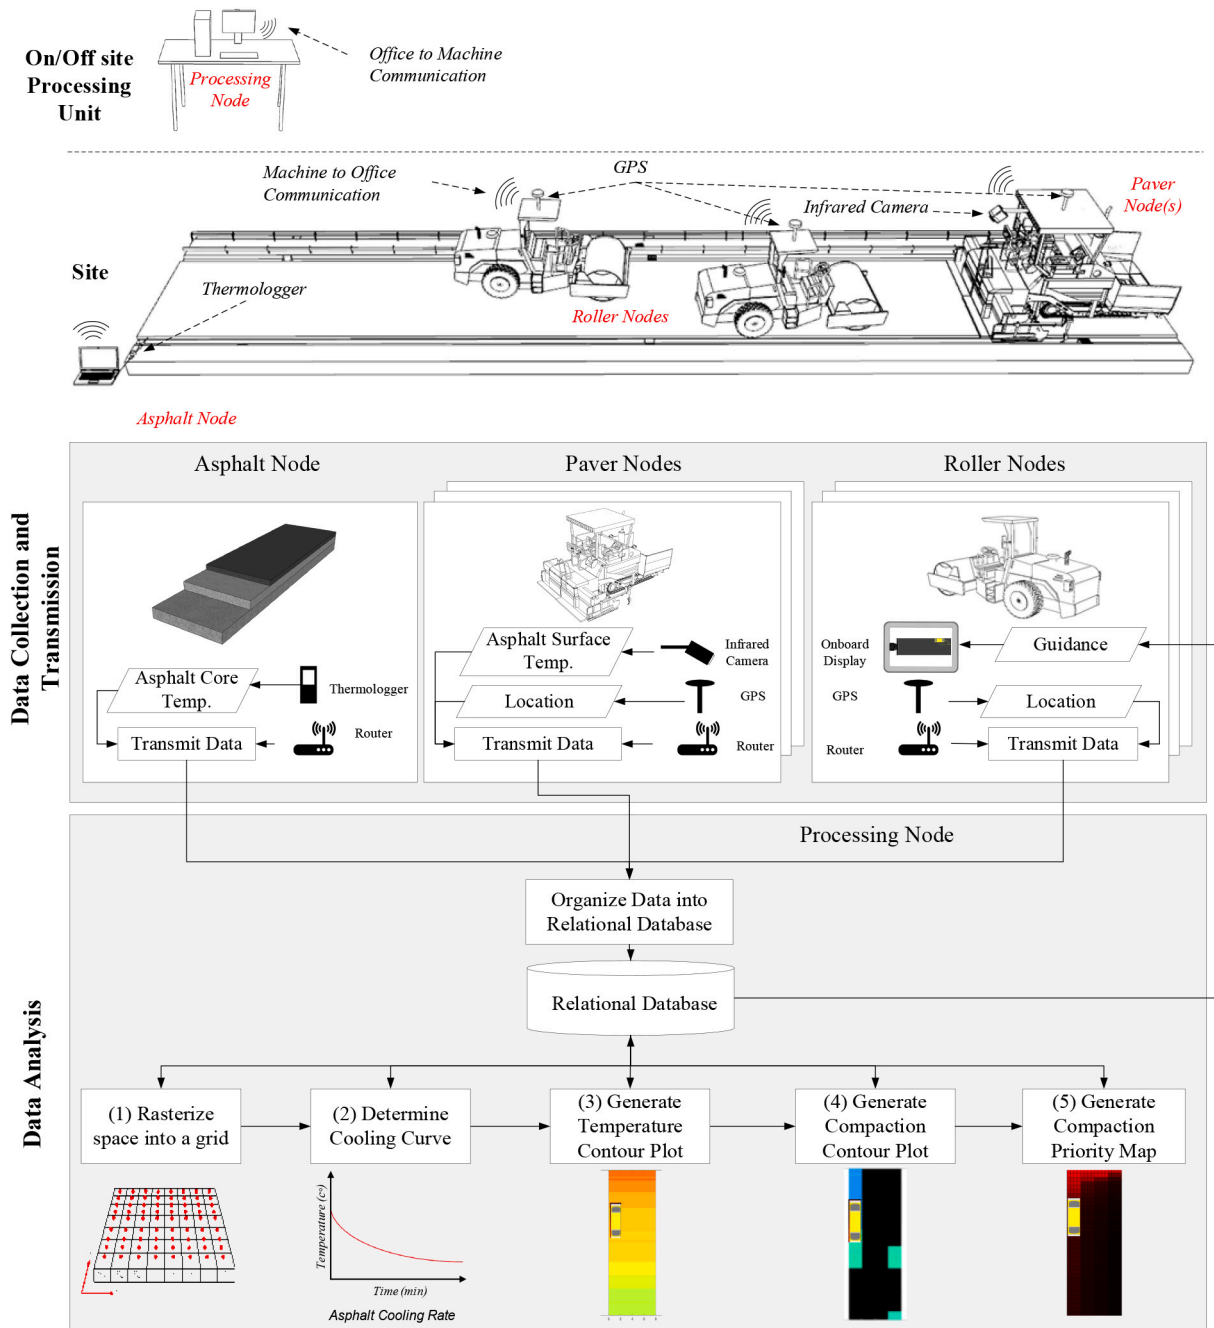 On/Off site
Processing
Unit
Processing
Node
Office to Machine
Communication
Machine to Office
Communication
GPS
Infrared Camera
Paver
Node(s)
Site
Thermologger
Roller Nodes
Asphalt Node
Data Collection and
Transmission
Asphalt Node
Paver Nodes
Roller Nodes
Asphalt Core
Temp.
Thermologger
Transmit Data
Router
Asphalt Surface
Temp.
Infrared
Camera
Location
GPS
Transmit Data
Router
Onboard
Display
Guidance
GPS
Location
Router
Transmit Data
Data Analysis
Processing Node
Organize Data into
Relational Database
Relational Database
(1) Rasterize
space into a grid
(2) Determine
Cooling Curve
(3) Generate
Temperature
Contour Plot
(4) Generate
Compaction
Contour Plot
(5) Generate
Compaction
Priority Map
Temperature (c°)
Time (min)
Asphalt Cooling Rate